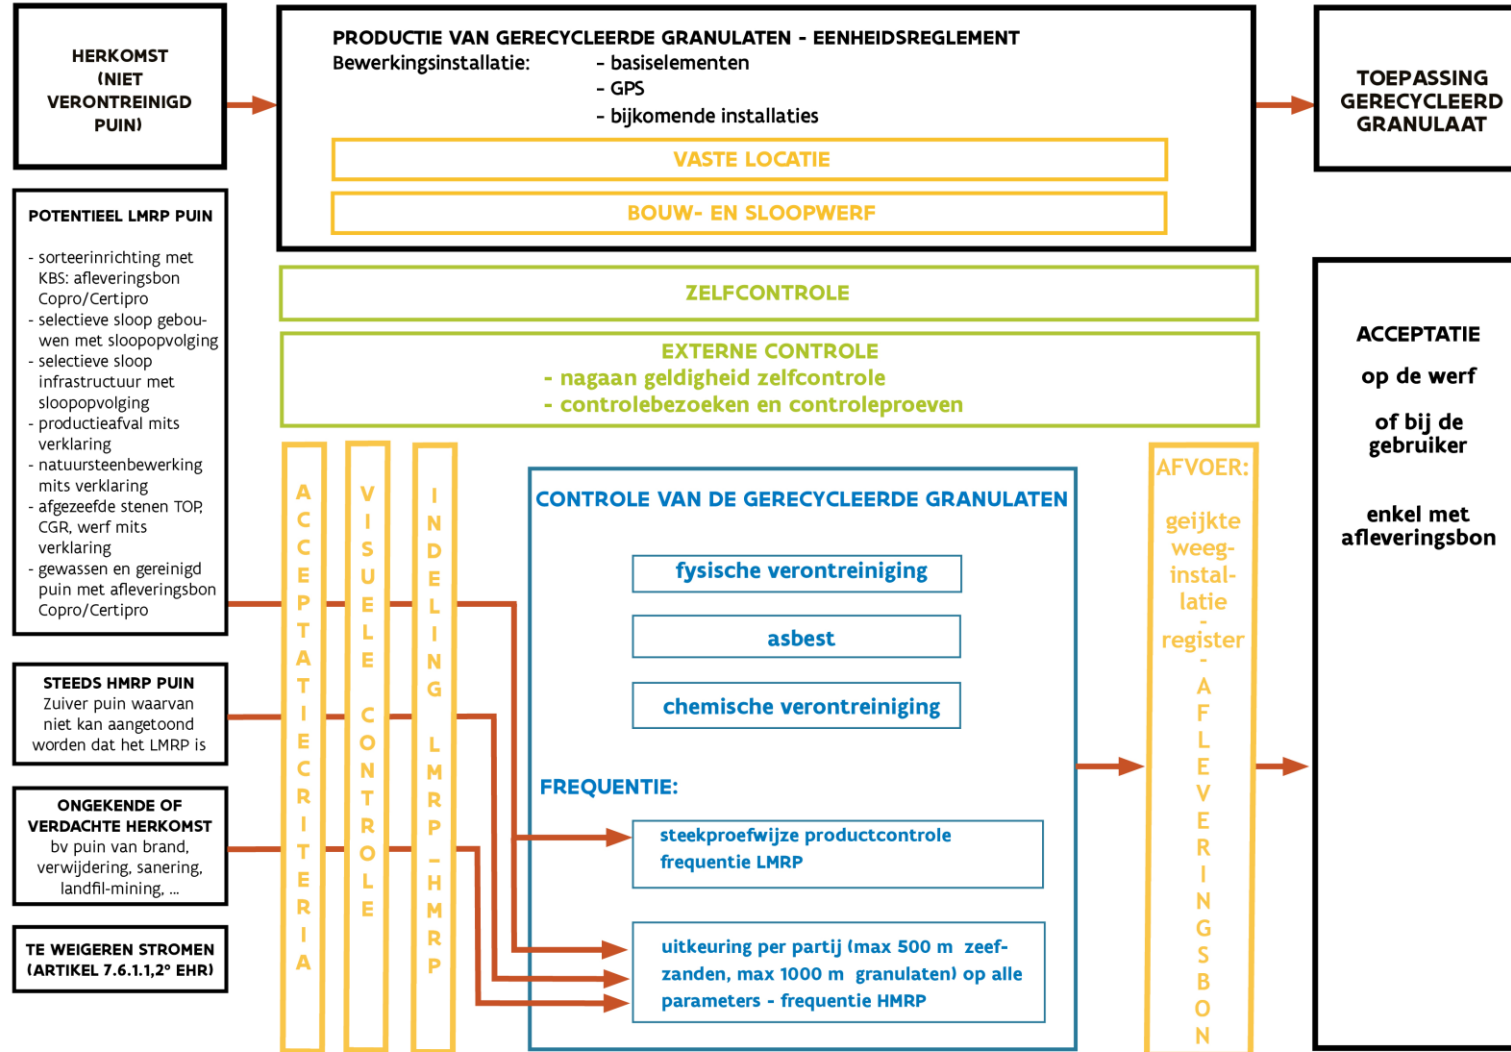 HERKOMST
(NIET
VERONTREINIGD
PUIN)
PRODUCTIE VAN GERECYCLEERDE GRANULATEN - EENHEIDSREGLEMENT
Bewerkingsinstallatie: - basiselementen
- GPS
- bijkomende installaties
VASTE LOCATIE
BOUW- EN SLOOPWERF
TOEPASSING
GERECYCLEERD
GRANULAAT
POTENTIEEL LMRP PUIN
- sorteerinrichting met
KBS: afleveringsbon
Copro/Certipro
- selectieve sloop gebou-
wen met sloopopvolging
- selectieve sloop
infrastructuur met
sloopopvolging
- productieafval mits
verklaring
- natuursteenbewerking
mits verklaring
- afgezeefde stenen TOP,
CGR, werf mits
verklaring
- gewassen en gereinigd
puin met afleveringsbon
Copro/Certipro
STEEDS HMRP PUIN
Zuiver puin waarvan
niet kan aangetoond
worden dat het LMRP is
ONGEKENDE OF
VERDACHTE HERKOMST
bv puin van brand,
verwijdering, sanering,
landfil-mining, ...
TE WEIGEREN STROMEN
(ARTIKEL 7.6.1.1,2° EHR)
ZELFCONTROLE
EXTERNE CONTROLE
- nagaan geldigheid zelfcontrole
- controlebezoeken en controleproeven
ACCEPTATIECRITERIA
VISUELE CONTROLE
INDELING LMRP-HMRP
CONTROLE VAN DE GERECYCLEERDE GRANULATEN
fysische verontreiniging
asbest
chemische verontreiniging
FREQUENTIE:
steekproefwijze productcontrole
frequentie LMRP
uitkeuring per partij (max 500 m zeef-
zanden, max 1000 m granulaten) op alle
parameters - frequentie HMRP
AFVOER:
geijkte
weeg-
instal-
latie
-
register
-
AFLEVERINGSBON
ACCEPTATIE
op de werf
of bij de
gebruiker
enkel met
afleveringsbon